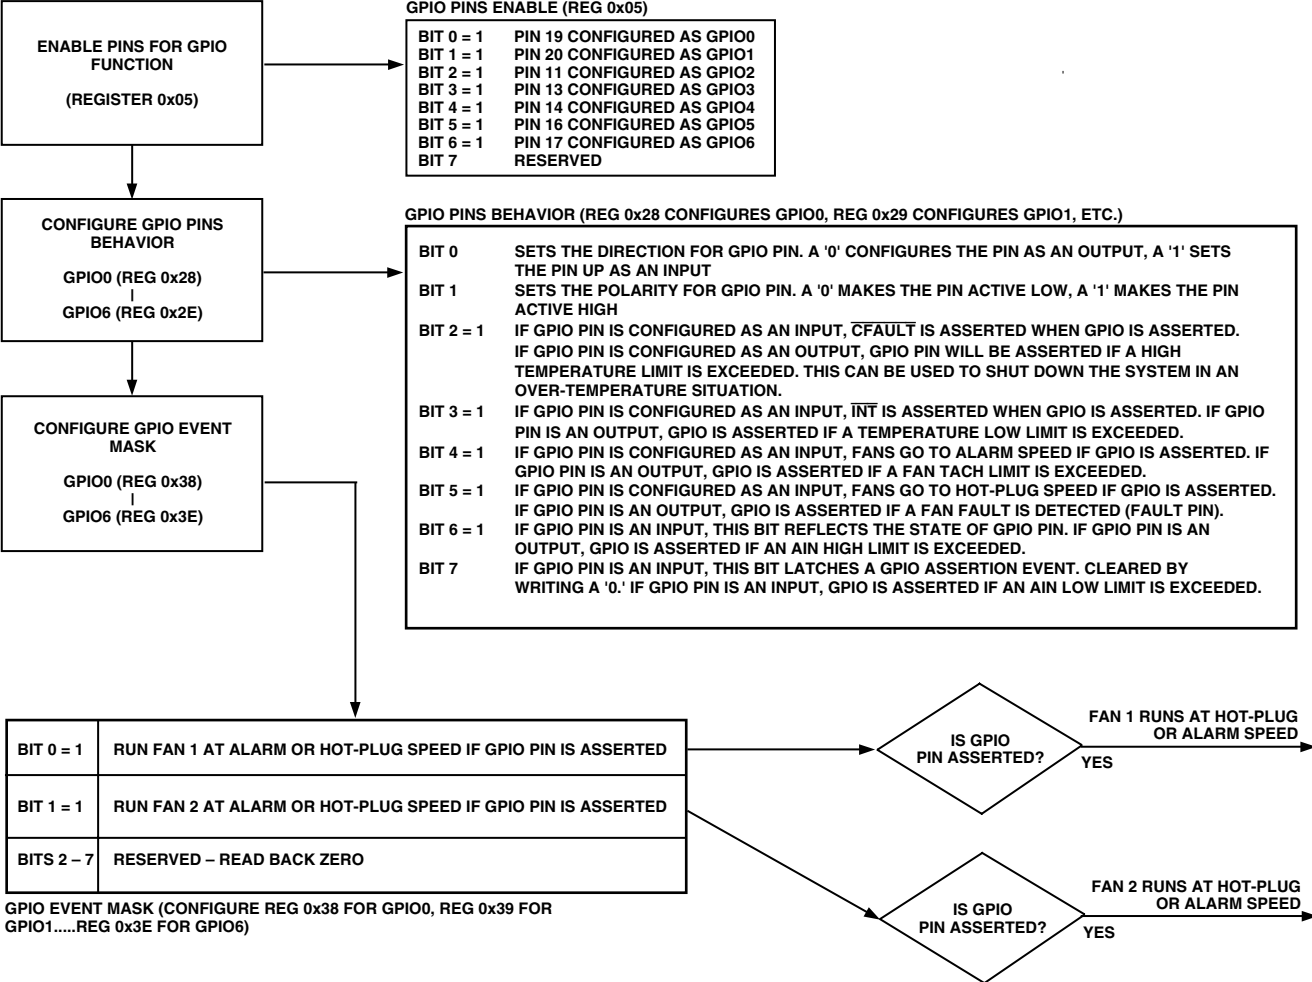 ENABLE PINS FOR GPIO
FUNCTION
(REGISTER 0x05)
GPIO PINS ENABLE (REG 0x05)
BIT 0 = 1 PIN 19 CONFIGURED AS GPIO0
BIT 1 = 1 PIN 20 CONFIGURED AS GPIO1
BIT 2 = 1 PIN 11 CONFIGURED AS GPIO2
BIT 3 = 1 PIN 13 CONFIGURED AS GPIO3
BIT 4 = 1 PIN 14 CONFIGURED AS GPIO4
BIT 5 = 1 PIN 16 CONFIGURED AS GPIO5
BIT 6 = 1 PIN 17 CONFIGURED AS GPIO6
BIT 7 RESERVED
CONFIGURE GPIO PINS
BEHAVIOR
GPIO0 (REG 0x28)
GPIO6 (REG 0x2E)
GPIO PINS BEHAVIOR (REG 0x28 CONFIGURES GPIO0, REG 0x29 CONFIGURES GPIO1, ETC.)
BIT 0 SETS THE DIRECTION FOR GPIO PIN. A '0' CONFIGURES THE PIN AS AN OUTPUT, A '1' SETS
THE PIN UP AS AN INPUT
BIT 1 SETS THE POLARITY FOR GPIO PIN. A '0' MAKES THE PIN ACTIVE LOW, A '1' MAKES THE PIN
ACTIVE HIGH
BIT 2 = 1 IF GPIO PIN IS CONFIGURED AS AN INPUT, CFAULT IS ASSERTED WHEN GPIO IS ASSERTED.
IF GPIO PIN IS CONFIGURED AS AN OUTPUT, GPIO PIN WILL BE ASSERTED IF A HIGH
TEMPERATURE LIMIT IS EXCEEDED. THIS CAN BE USED TO SHUT DOWN THE SYSTEM IN AN
OVER-TEMPERATURE SITUATION.
BIT 3 = 1 IF GPIO PIN IS CONFIGURED AS AN INPUT, INT IS ASSERTED WHEN GPIO IS ASSERTED. IF GPIO
PIN IS AN OUTPUT, GPIO IS ASSERTED IF A TEMPERATURE LOW LIMIT IS EXCEEDED.
BIT 4 = 1 IF GPIO PIN IS CONFIGURED AS AN INPUT, FANS GO TO ALARM SPEED IF GPIO IS ASSERTED. IF
GPIO PIN IS AN OUTPUT, GPIO IS ASSERTED IF A FAN TACH LIMIT IS EXCEEDED.
BIT 5 = 1 IF GPIO PIN IS CONFIGURED AS AN INPUT, FANS GO TO HOT-PLUG SPEED IF GPIO IS ASSERTED.
IF GPIO PIN IS AN OUTPUT, GPIO IS ASSERTED IF A FAN FAULT IS DETECTED (FAULT PIN).
BIT 6 = 1 IF GPIO PIN IS AN INPUT, THIS BIT REFLECTS THE STATE OF GPIO PIN. IF GPIO PIN IS AN
OUTPUT, GPIO IS ASSERTED IF AN AIN HIGH LIMIT IS EXCEEDED.
BIT 7 IF GPIO PIN IS AN INPUT, THIS BIT LATCHES A GPIO ASSERTION EVENT. CLEARED BY
WRITING A '0.' IF GPIO PIN IS AN INPUT, GPIO IS ASSERTED IF AN AIN LOW LIMIT IS EXCEEDED.
CONFIGURE GPIO EVENT
MASK
GPIO0 (REG 0x38)
GPIO6 (REG 0x3E)
BIT 0 = 1 RUN FAN 1 AT ALARM OR HOT-PLUG SPEED IF GPIO PIN IS ASSERTED
BIT 1 = 1 RUN FAN 2 AT ALARM OR HOT-PLUG SPEED IF GPIO PIN IS ASSERTED
BITS 2 – 7 RESERVED – READ BACK ZERO
GPIO EVENT MASK (CONFIGURE REG 0x38 FOR GPIO0, REG 0x39 FOR
GPIO1.....REG 0x3E FOR GPIO6)
IS GPIO
PIN ASSERTED?
FAN 1 RUNS AT HOT-PLUG
OR ALARM SPEED
YES
IS GPIO
PIN ASSERTED?
FAN 2 RUNS AT HOT-PLUG
OR ALARM SPEED
YES